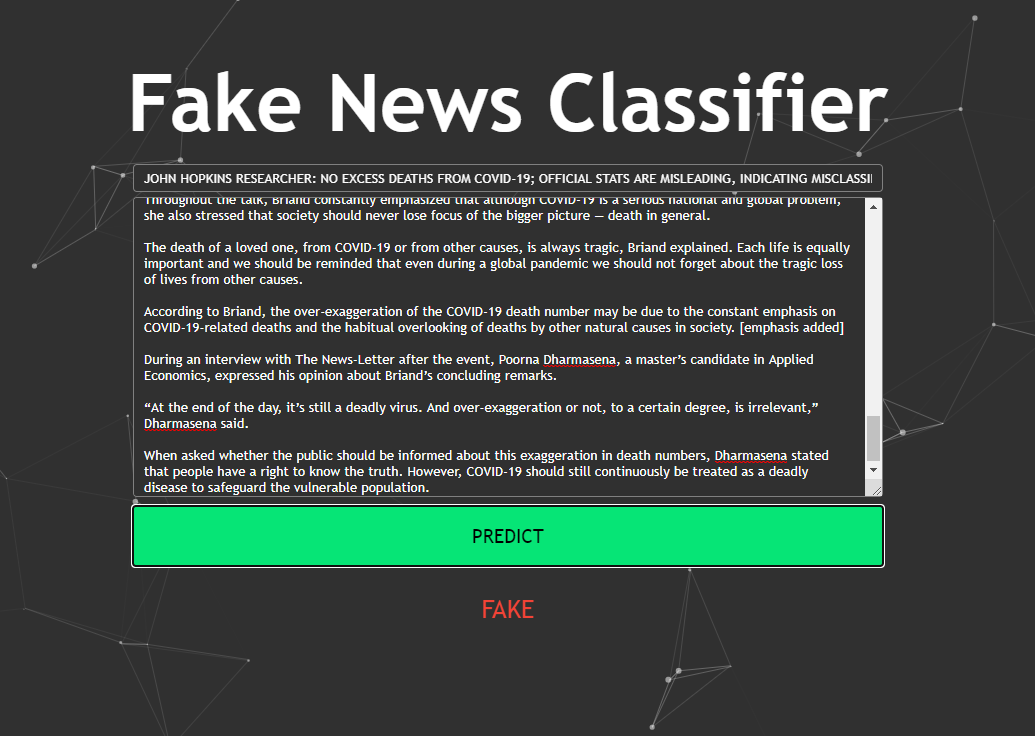 Fake News Classifier
JOHN HOPKINS RESEARCHER: NO EXCESS DEATHS FROM COVID-19; OFFICIAL STATS ARE MISLEADING, INDICATING MISCLASSI
Throughout the talk, Briand constantly emphasized that although COVID-19 is a serious national and global problem,
she also stressed that society should never lose focus of the bigger picture — death in general.
The death of a loved one, from COVID-19 or from other causes, is always tragic, Briand explained. Each life is equally
important and we should be reminded that even during a global pandemic we should not forget about the tragic loss
of lives from other causes.
According to Briand, the over-exaggeration of the COVID-19 death number may be due to the constant emphasis on
COVID-19-related deaths and the habitual overlooking of deaths by other natural causes in society. [emphasis added]
During an interview with The News-Letter after the event, Poorna Dharmasena, a master’s candidate in Applied
Economics, expressed his opinion about Briand’s concluding remarks.
“At the end of the day, it’s still a deadly virus. And over-exaggeration or not, to a certain degree, is irrelevant,”
Dharmasena said.
When asked whether the public should be informed about this exaggeration in death numbers, Dharmasena stated
that people have a right to know the truth. However, COVID-19 should still continuously be treated as a deadly
disease to safeguard the vulnerable population.
PREDICT
FAKE